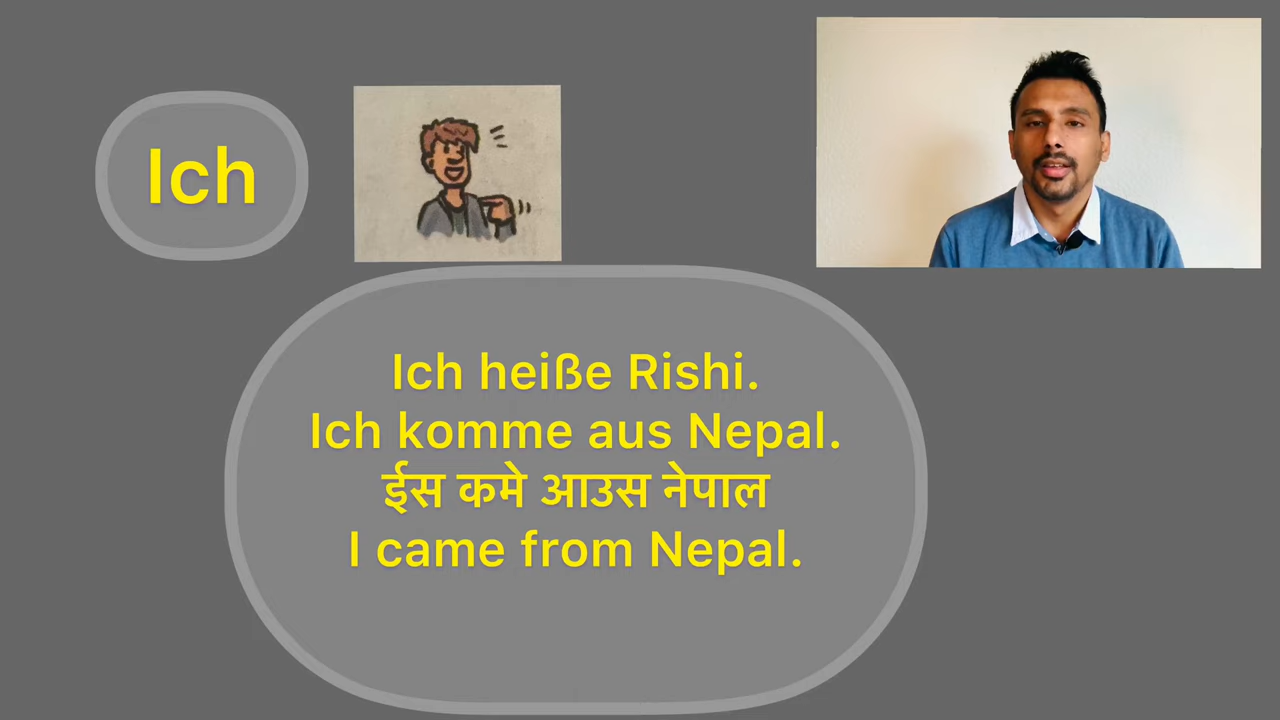 Ich
Ich heiße Rishi.
Ich komme aus Nepal.
ईस कमे आउस नेपाल
I came from Nepal.